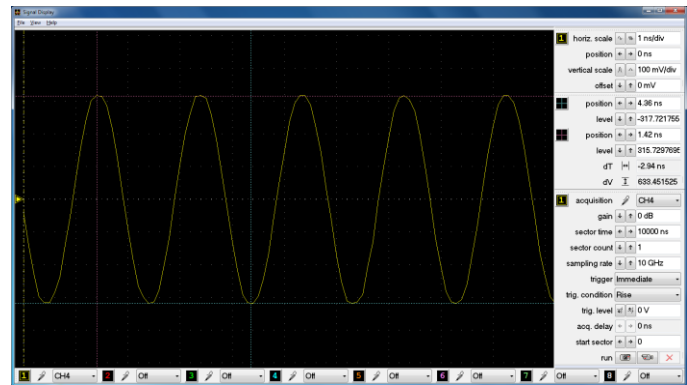 Signal Display
File View Help
1 horiz. scale 1 ns/div
position 0 ns
vertical scale 100 mV/div
offset 0 mV
position 4.36 ns
level -317.721755
position 1.42 ns
level 315.7297695
dT -2.94 ns
dV 633.451525
1 acquisition CH4
gain 0 dB
sector time 10000 ns
sector count 1
sampling rate 10 GHz
trigger Immediate
trig. condition Rise
trig. level 0 V
acq. delay 0 ns
start sector 0
run
1 CH4 2 Off 3 Off 4 Off 5 Off 6 Off 7 Off 8 Off